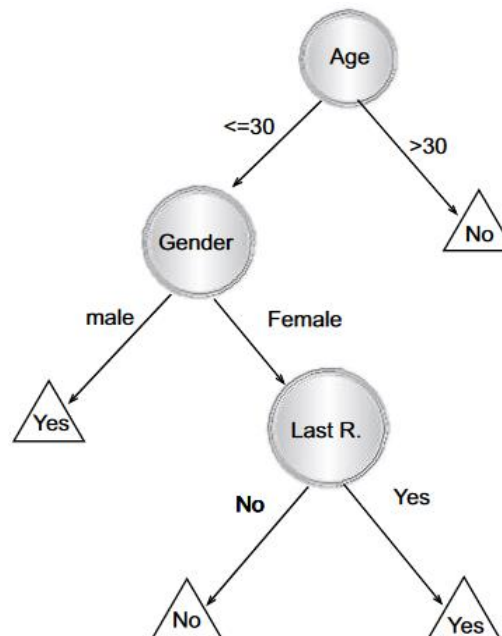 Age
<=30
>30
Gender
No
male
Female
Yes
Last R.
No
Yes
No
Yes